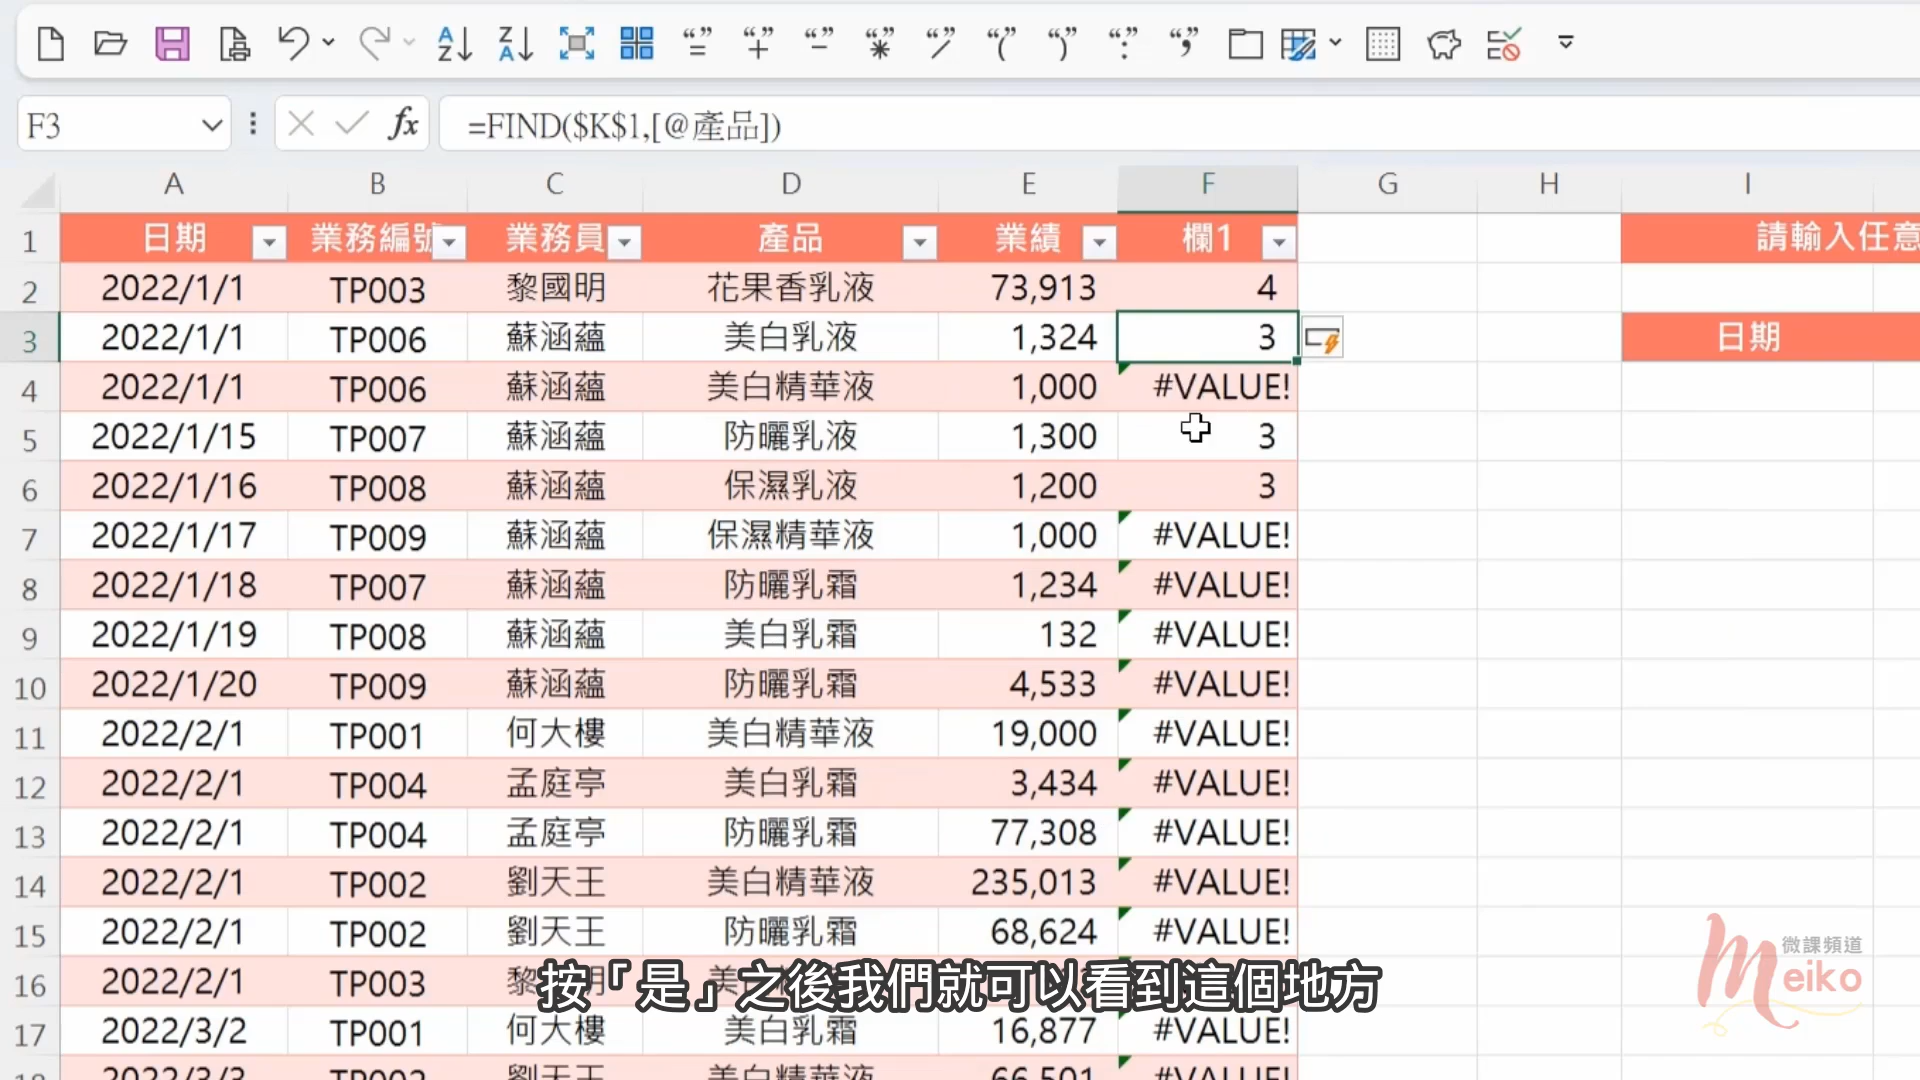 F3 fx =FIND($K$1,[@產品])
A B C D E F G H I
1 日期 業務編號 業務員 產品 業績 欄1 請輸入任意
2 2022/1/1 TP003 黎國明 花果香乳液 73,913 4
3 2022/1/1 TP006 蘇涵蘊 美白乳液 1,324 3 日期
4 2022/1/1 TP006 蘇涵蘊 美白精華液 1,000 #VALUE!
5 2022/1/15 TP007 蘇涵蘊 防曬乳液 1,300 3
6 2022/1/16 TP008 蘇涵蘊 保濕乳液 1,200 3
7 2022/1/17 TP009 蘇涵蘊 保濕精華液 1,000 #VALUE!
8 2022/1/18 TP007 蘇涵蘊 防曬乳霜 1,234 #VALUE!
9 2022/1/19 TP008 蘇涵蘊 美白乳霜 132 #VALUE!
10 2022/1/20 TP009 蘇涵蘊 防曬乳霜 4,533 #VALUE!
11 2022/2/1 TP001 何大樓 美白精華液 19,000 #VALUE!
12 2022/2/1 TP004 孟庭亭 美白乳霜 3,434 #VALUE!
13 2022/2/1 TP004 孟庭亭 防曬乳霜 77,308 #VALUE!
14 2022/2/1 TP002 劉天王 美白精華液 235,013 #VALUE!
15 2022/2/1 TP002 劉天王 防曬乳霜 68,624 #VALUE!
16 2022/2/1 TP003
17 2022/3/2 TP001 何大樓 美白乳霜 16,877 #VALUE!
按「是」之後我們就可以看到這個地方
微課頻道
Meiko